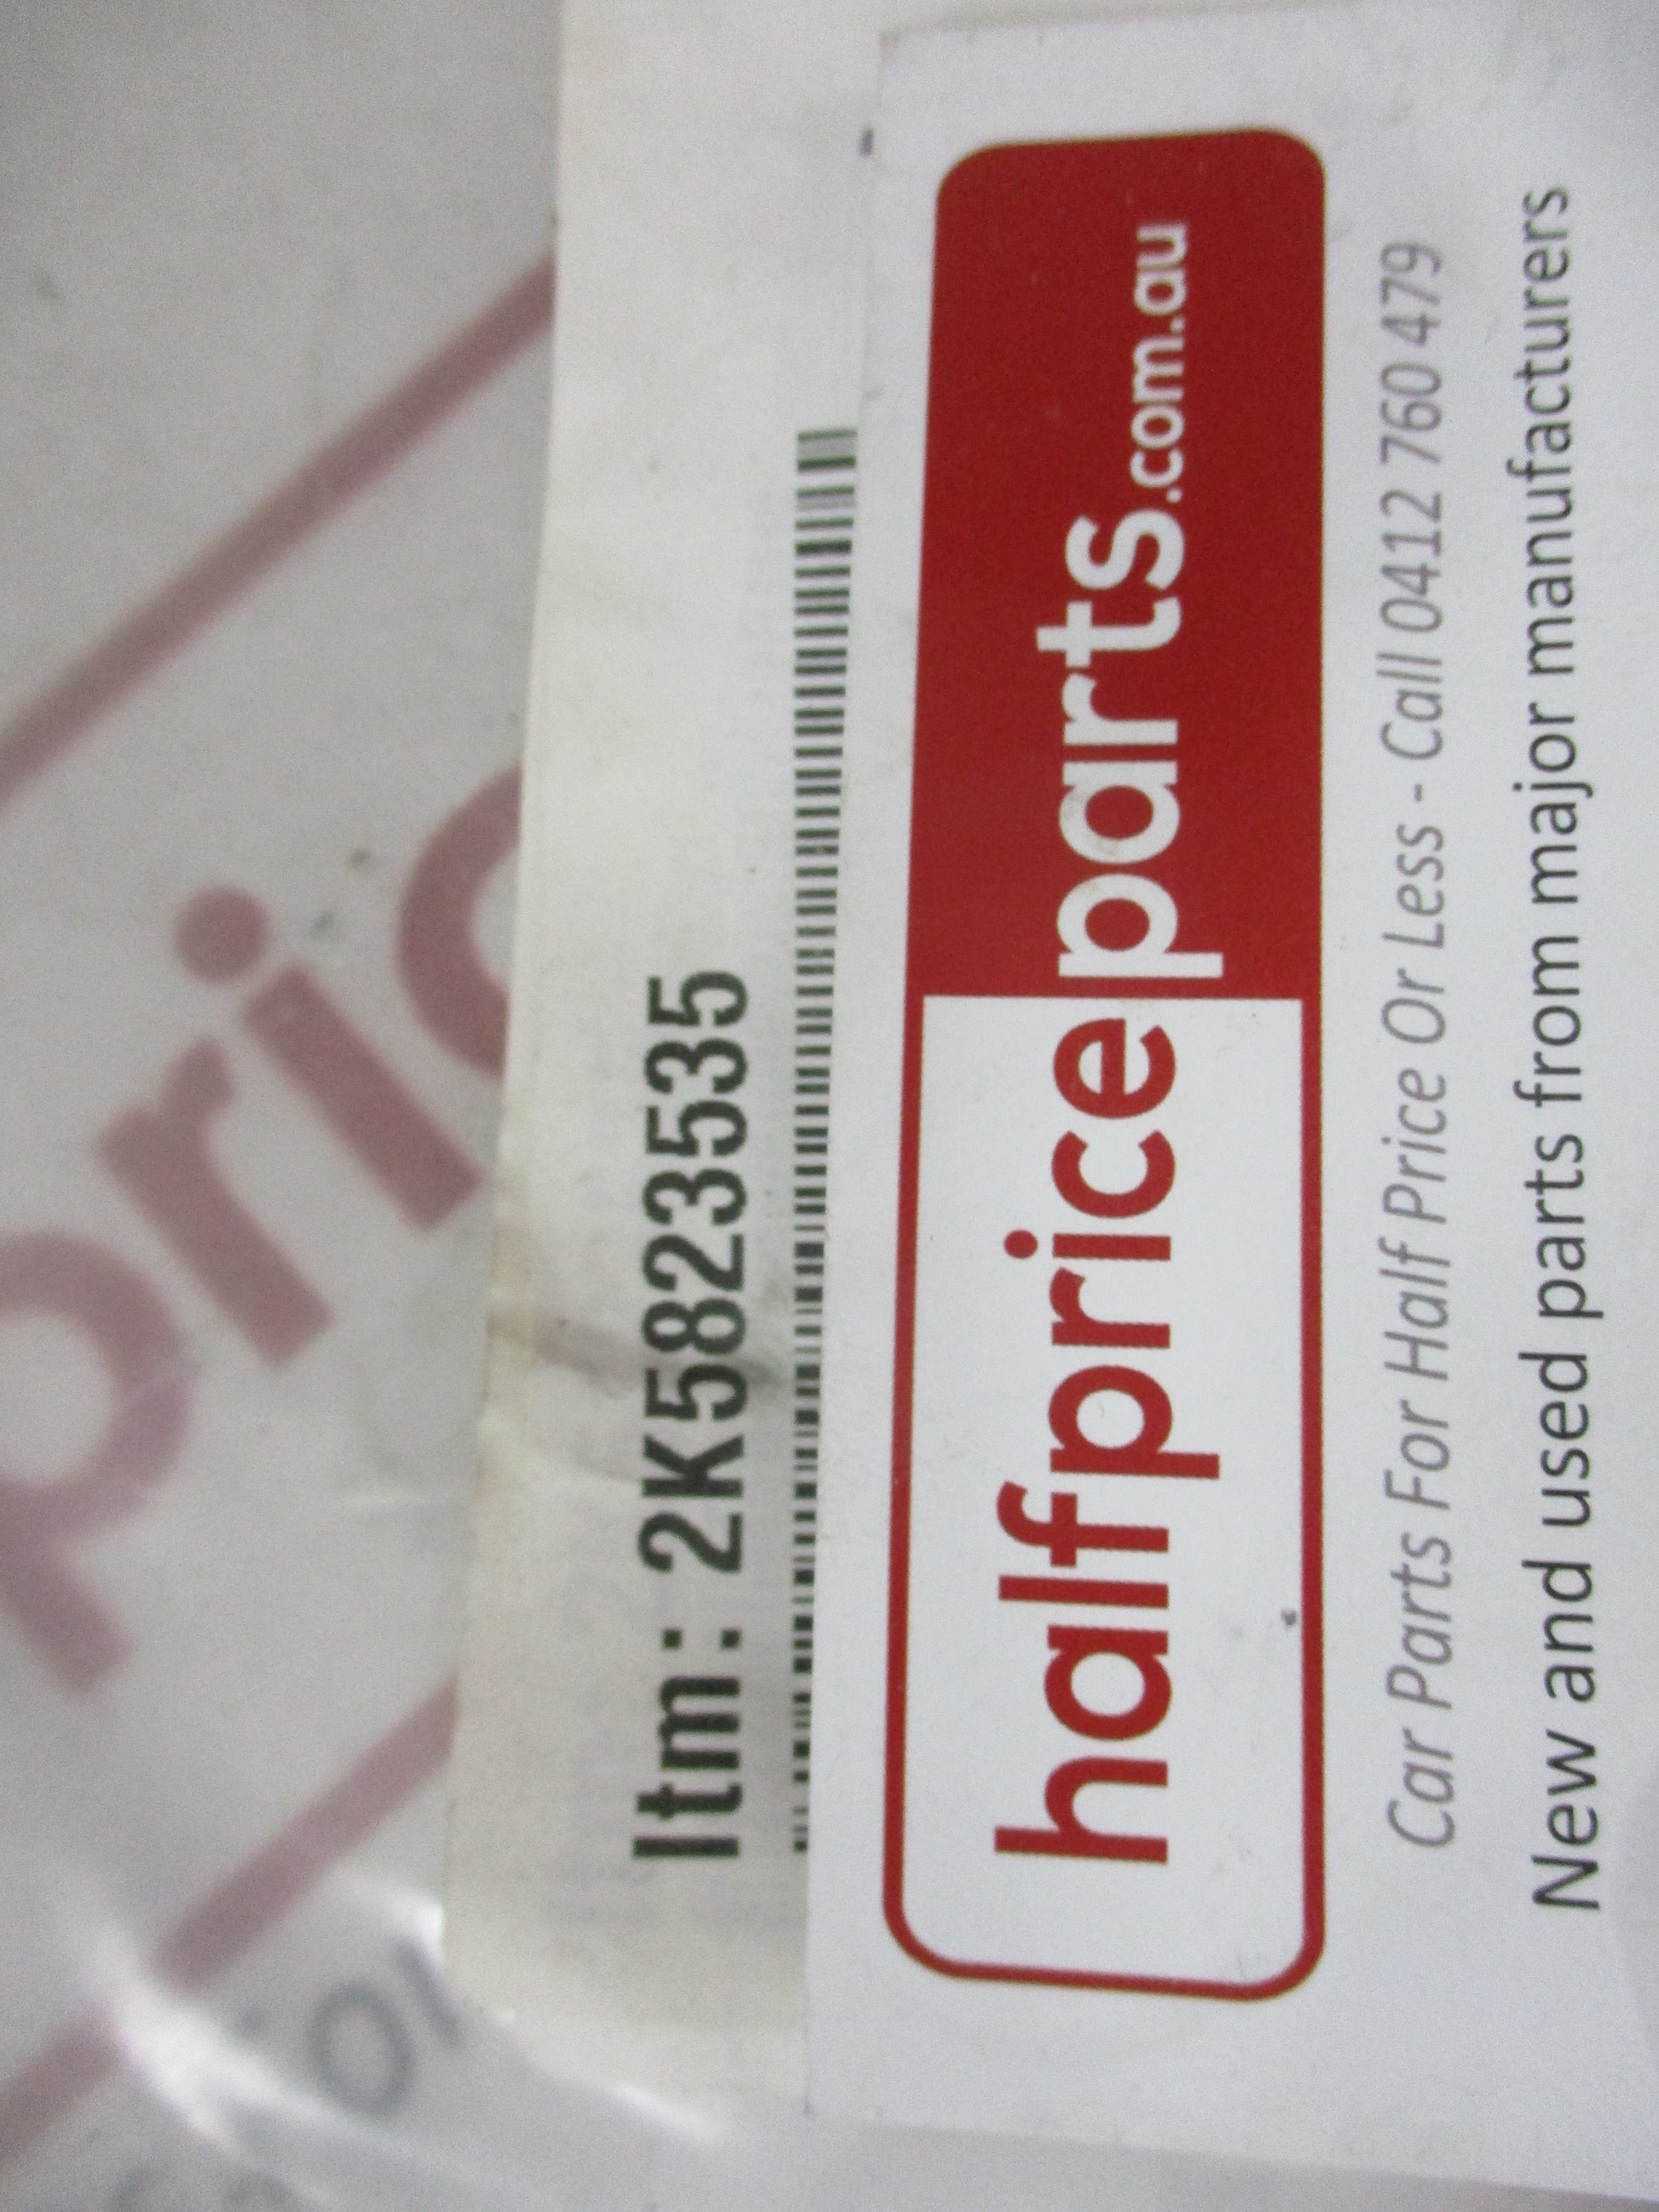 Itm: 2K5823535
halfpriceparts.com.au
Car Parts For Half Price Or Less - Call 0412 760 479
New and used parts from major manufacturers